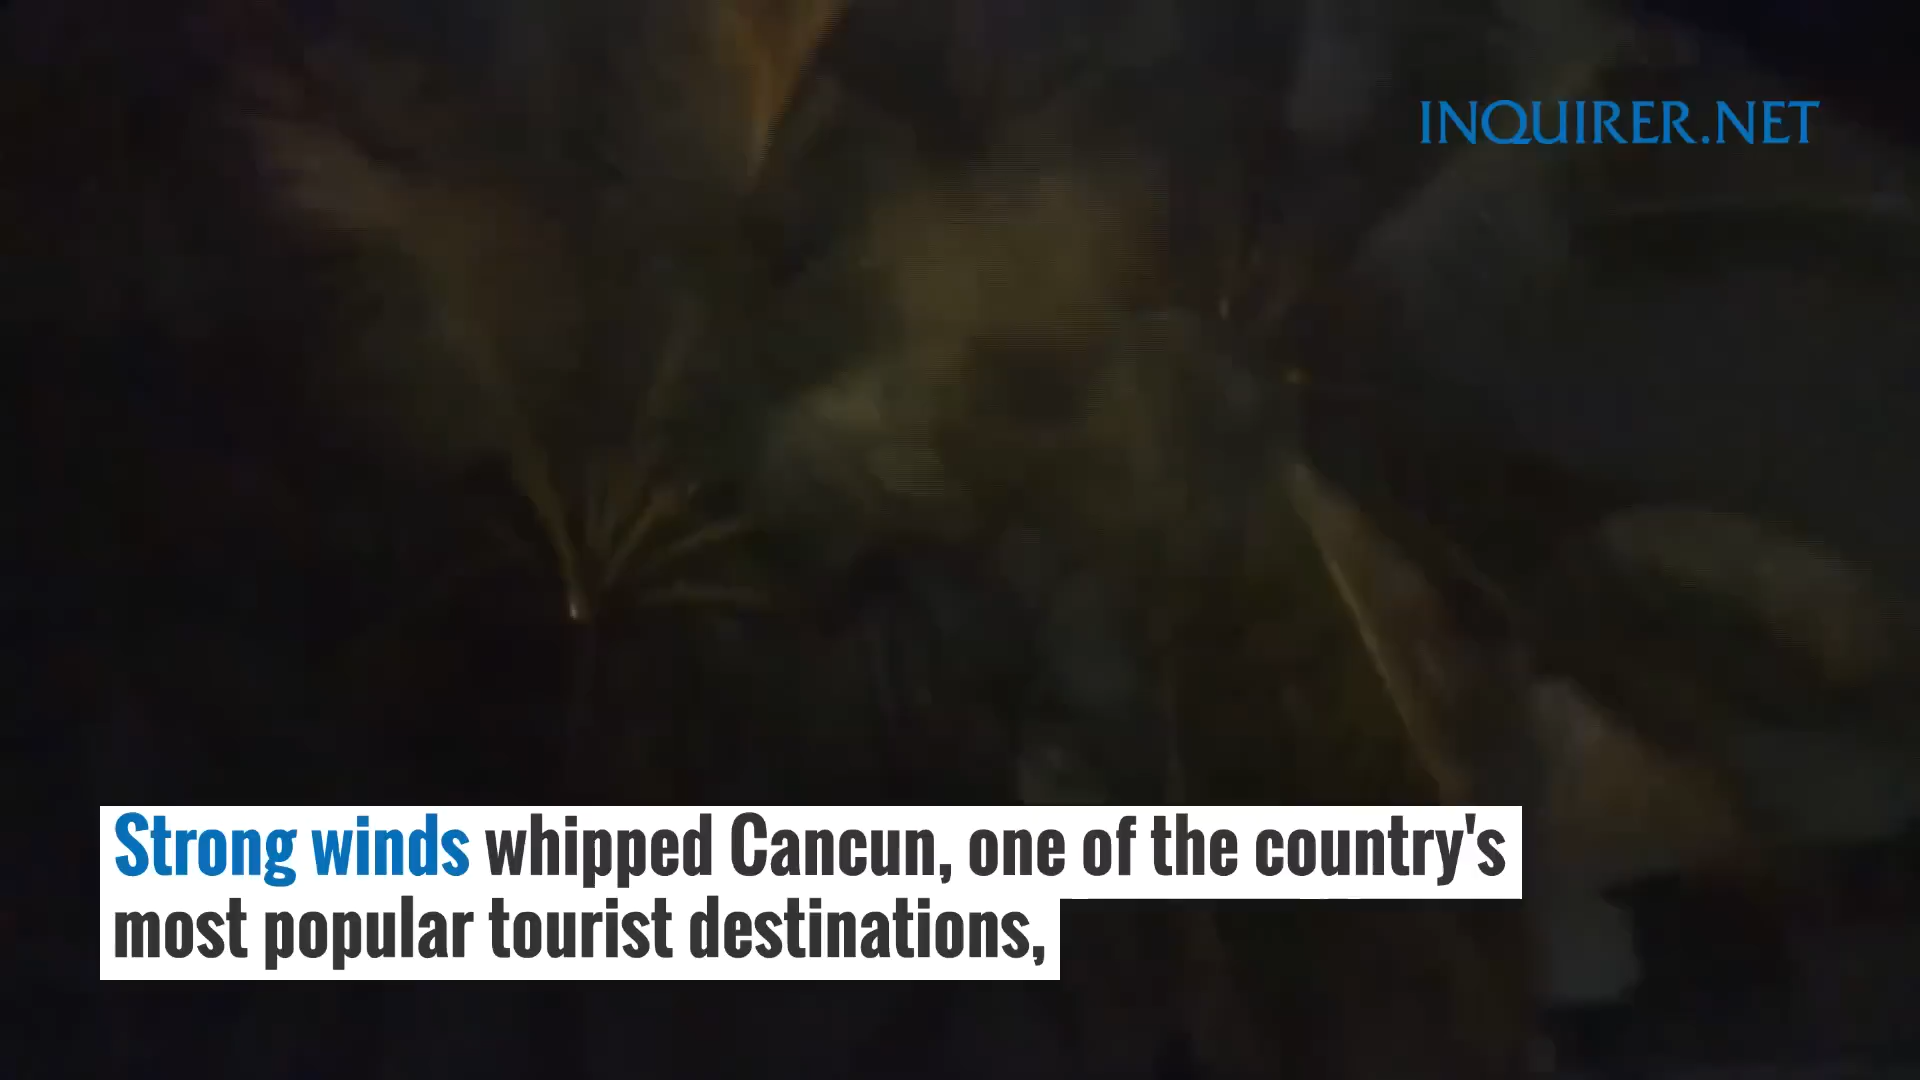 INQUIRER.NET
Strong winds whipped Cancun, one of the country's
most popular tourist destinations,